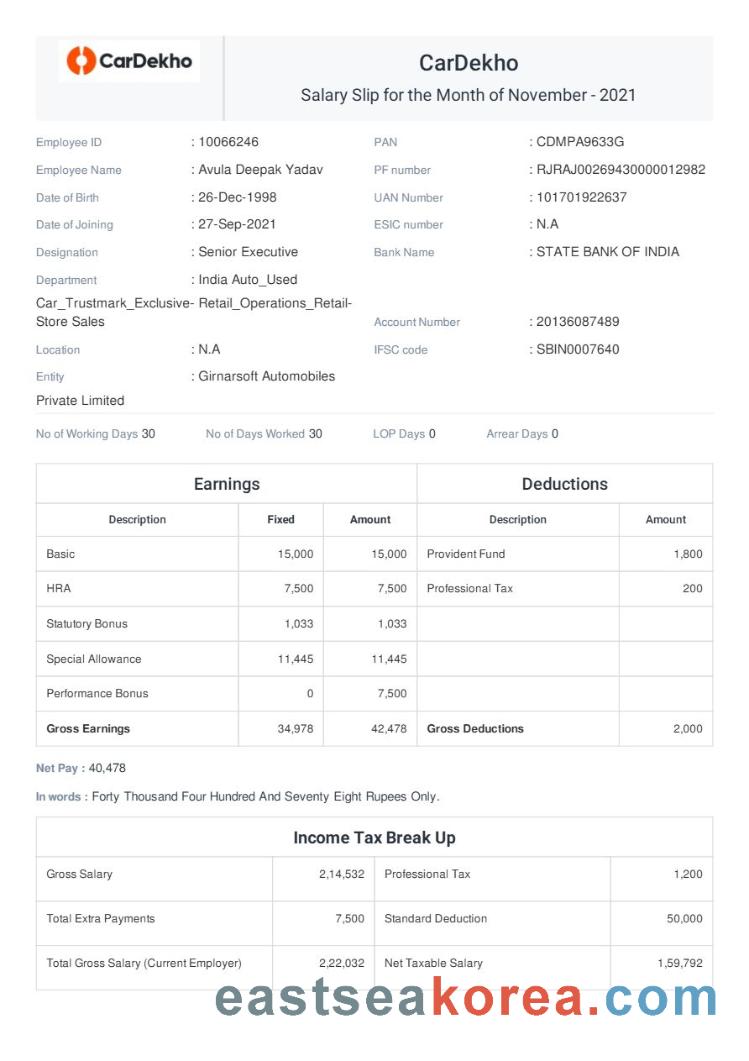 CarDekho
CarDekho
Salary Slip for the Month of November - 2021
Employee ID : 10066246 PAN : CDMPA9633G
Employee Name : Avula Deepak Yadav PF number : RJRAJ00269430000012982
Date of Birth : 26-Dec-1998 UAN Number : 101701922637
Date of Joining : 27-Sep-2021 ESIC number : N.A
Designation : Senior Executive Bank Name : STATE BANK OF INDIA
Department : India Auto_Used
Car_Trustmark_Exclusive- Retail_Operations_Retail-
Store Sales Account Number : 20136087489
Location : N.A IFSC code : SBIN0007640
Entity : Girnarsoft Automobiles
Private Limited
No of Working Days 30 No of Days Worked 30 LOP Days 0 Arrear Days 0
Earnings Deductions
Description Fixed Amount Description Amount
Basic 15,000 15,000 Provident Fund 1,800
HRA 7,500 7,500 Professional Tax 200
Statutory Bonus 1,033 1,033
Special Allowance 11,445 11,445
Performance Bonus 0 7,500
Gross Earnings 34,978 42,478 Gross Deductions 2,000
Net Pay : 40,478
In words : Forty Thousand Four Hundred And Seventy Eight Rupees Only.
Income Tax Break Up
Gross Salary 2,14,532 Professional Tax 1,200
Total Extra Payments 7,500 Standard Deduction 50,000
Total Gross Salary (Current Employer) 2,22,032 Net Taxable Salary 1,59,792
eastseakorea.com